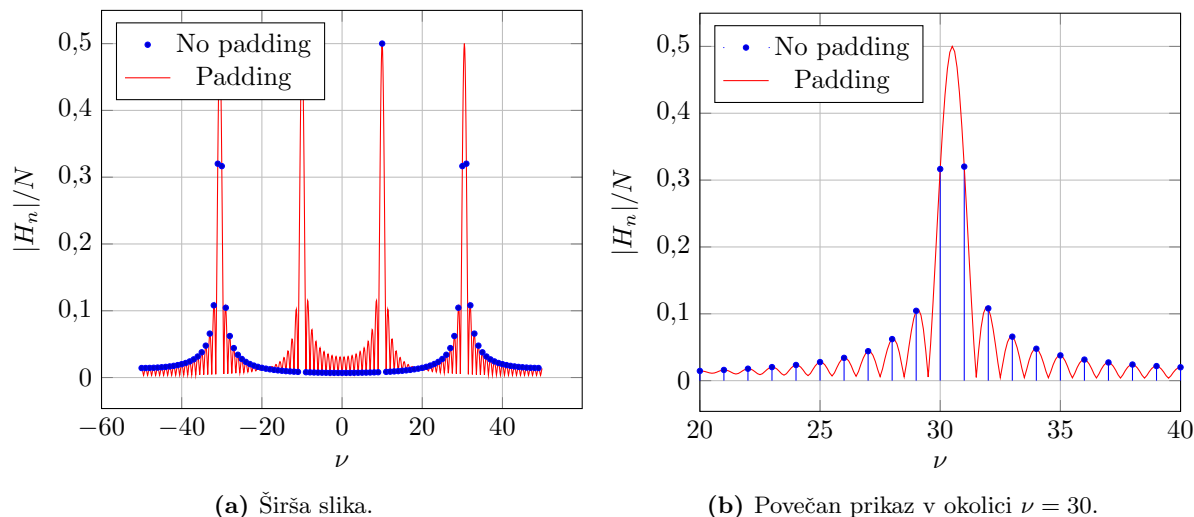 No padding
Padding
0,5
0,4
0,3
0,2
0,1
0
|Hₙ|/N
−60 −40 −20 0 20 40
ν
(a) Širša slika.
No padding
Padding
0,5
0,4
0,3
0,2
0,1
0
|Hₙ|/N
20 25 30 35 40
ν
(b) Povečan prikaz v okolici ν = 30.